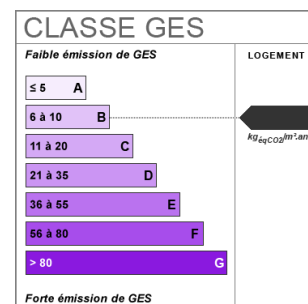 CLASSE GES
Faible émission de GES
LOGEMENT
≤ 5 A
6 à 10 B
kgéqCO2/m².an
11 à 20 C
21 à 35 D
36 à 55 E
56 à 80 F
> 80 G
Forte émission de GES